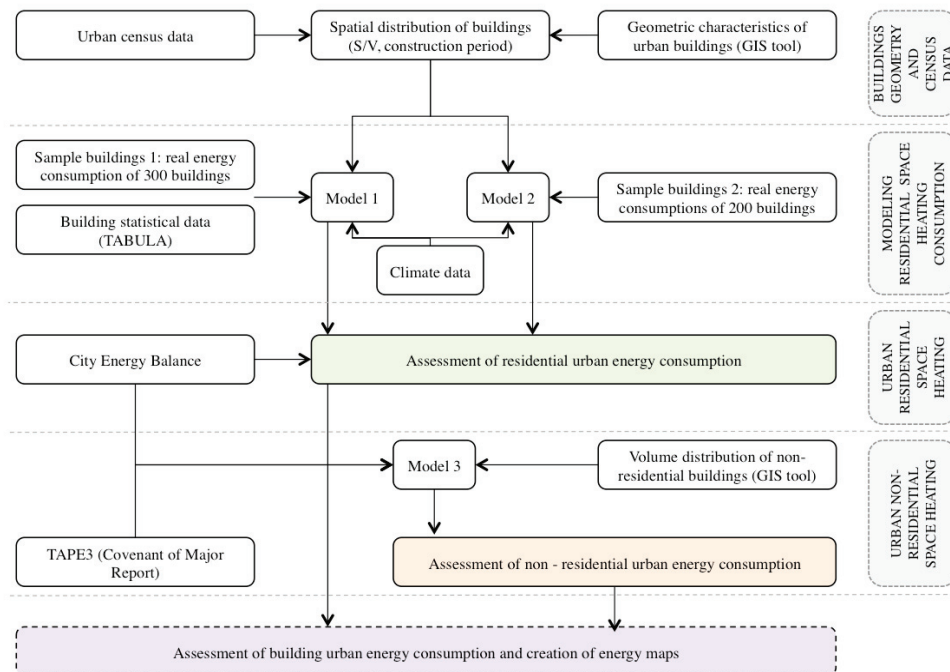 Urban census data
Spatial distribution of buildings
(S/V, construction period)
Geometric characteristics of
urban buildings (GIS tool)
BUILDINGS
GEOMETRY
AND
CENSUS
DATA
Sample buildings 1: real energy
consumption of 300 buildings
Building statistical data
(TABULA)
Model 1
Model 2
Sample buildings 2: real energy
consumptions of 200 buildings
Climate data
MODELING
RESIDENTIAL SPACE
HEATING
CONSUMPTION
City Energy Balance
Assessment of residential urban energy consumption
URBAN
RESIDENTIAL
SPACE
HEATING
Model 3
Volume distribution of non-
residential buildings (GIS tool)
TAPE3 (Covenant of Major
Report)
Assessment of non - residential urban energy consumption
URBAN NON-
RESIDENTIAL
SPACE HEATING
Assessment of building urban energy consumption and creation of energy maps